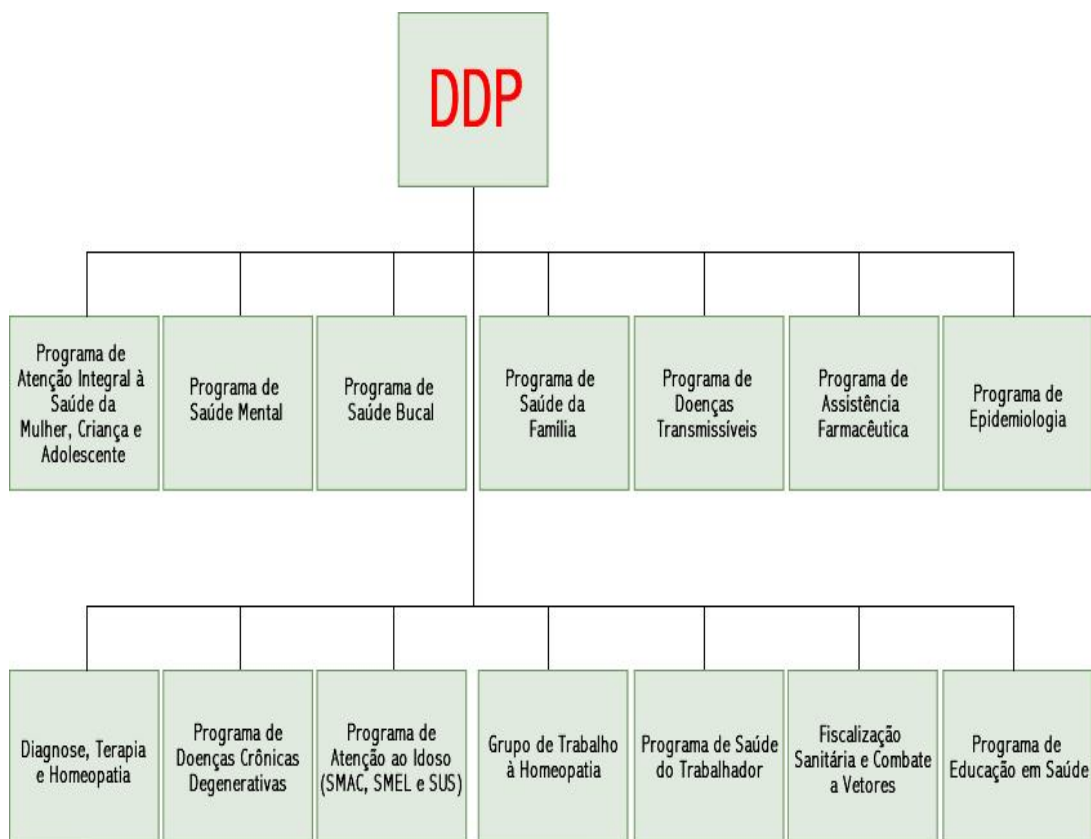 DDP
Programa de
Atenção Integral à
Saúde da
Mulher, Criança e
Adolescente
Programa de
Saúde Mental
Programa de
Saúde Bucal
Programa de
Saúde da
Família
Programa de
Doenças
Transmissíveis
Programa de
Assistência
Farmacêutica
Programa de
Epidemiologia
Diagnose, Terapia
e Homeopatia
Programa de
Doenças Crônicas
Degenerativas
Programa de
Atenção ao Idoso
(SMAC, SMEL e SUS)
Grupo de Trabalho
à Homeopatia
Programa de Saúde
do Trabalhador
Fiscalização
Sanitária e Combate
a Vetores
Programa de
Educação em Saúde